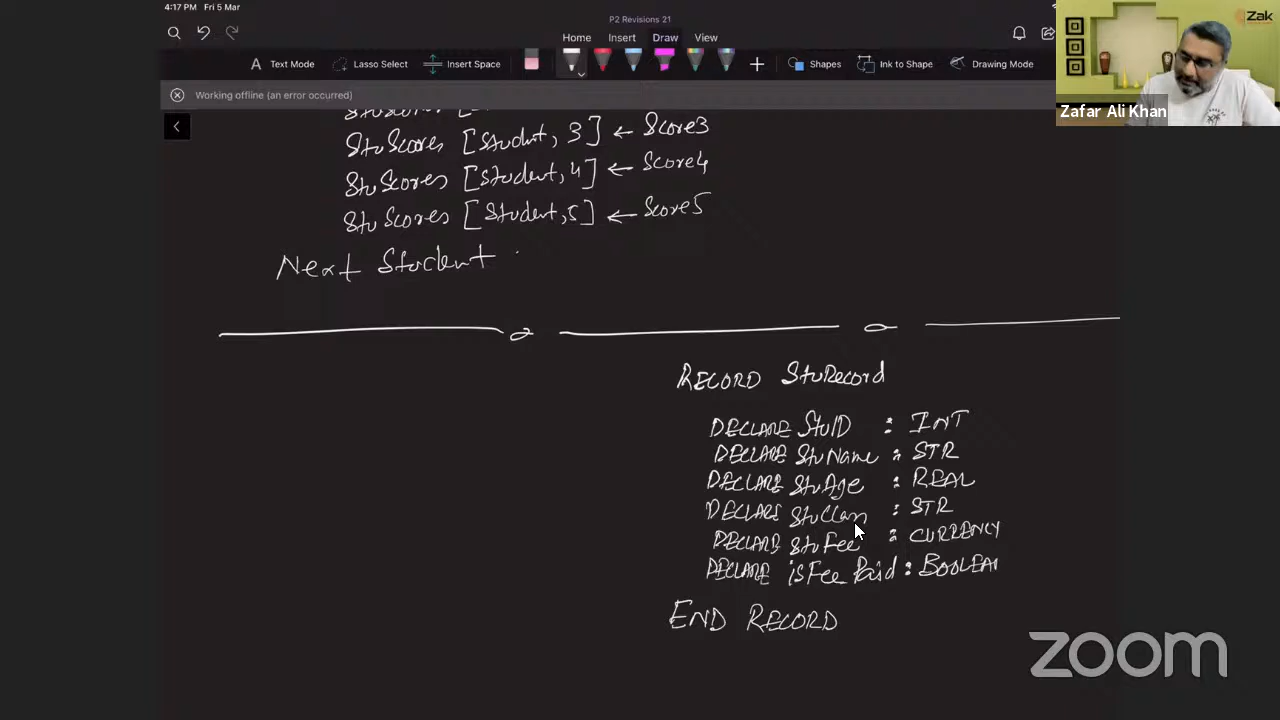 4:17 PM Fri 5 Mar
P2 Revisions 21
Home Insert Draw View
Text Mode Lasso Select Insert Space Shapes Ink to Shape Drawing Mode
Working offline (an error occurred)
Zak
Zafar Ali Khan
StuScores [Student, 3] ← Score3
StuScores [Student, 4] ← Score4
StuScores [Student, 5] ← Score5
Next Student
RECORD StuRecord
DECLARE StuID : INT
DECLARE StuName : STR
DECLARE StuAge : REAL
DECLARE StuClass : STR
DECLARE StuFee : CURRENCY
DECLARE isFeePaid : BOOLEAN
END RECORD
zoom